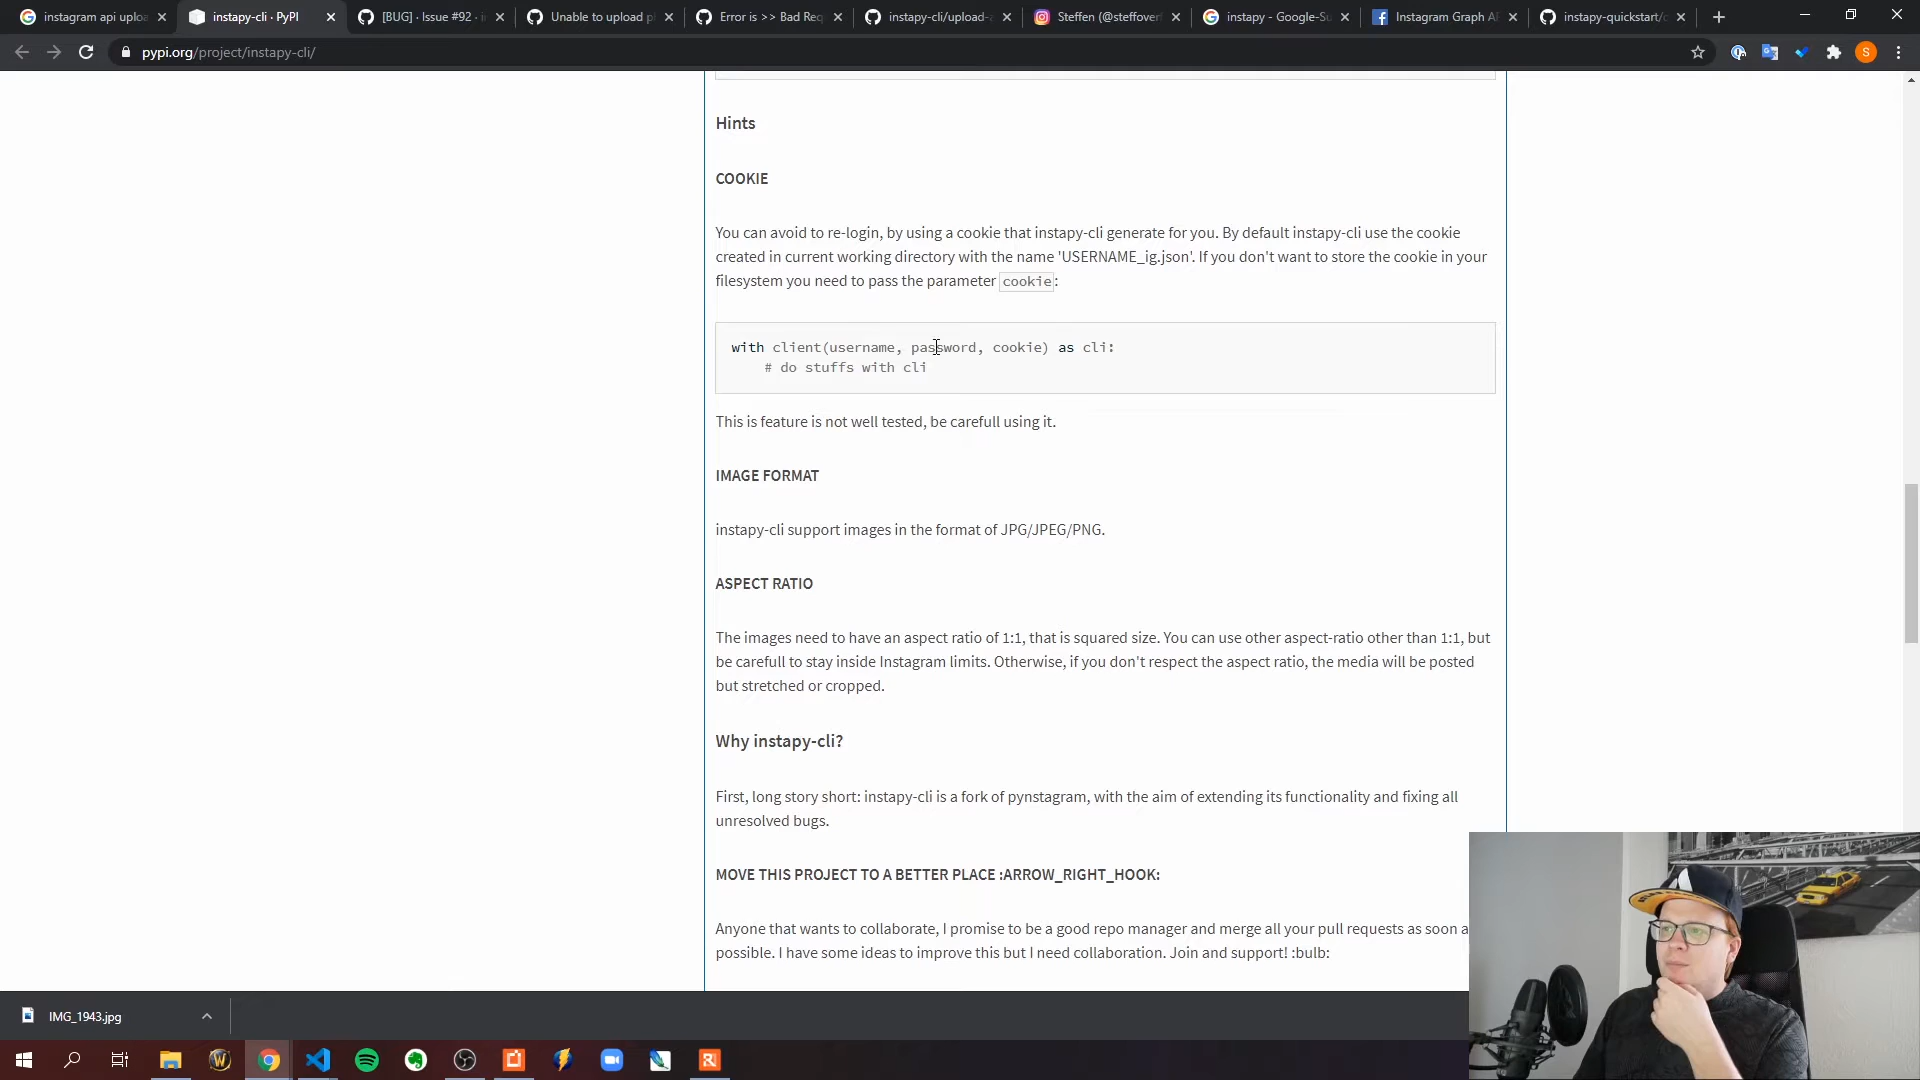 instagram api uploa
instapy-cli · PyPI
[BUG] · Issue #92 · i
Unable to upload p
Error is >> Bad Req
instapy-cli/upload-
Steffen (@steffover
instapy - Google-Su
Instagram Graph A
instapy-quickstart/
pypi.org/project/instapy-cli/
S
Hints
COOKIE
You can avoid to re-login, by using a cookie that instapy-cli generate for you. By default instapy-cli use the cookie
created in current working directory with the name 'USERNAME_ig.json'. If you don't want to store the cookie in your
filesystem you need to pass the parameter cookie:
with client(username, password, cookie) as cli:
# do stuffs with cli
This is feature is not well tested, be carefull using it.
IMAGE FORMAT
instapy-cli support images in the format of JPG/JPEG/PNG.
ASPECT RATIO
The images need to have an aspect ratio of 1:1, that is squared size. You can use other aspect-ratio other than 1:1, but
be carefull to stay inside Instagram limits. Otherwise, if you don't respect the aspect ratio, the media will be posted
but stretched or cropped.
Why instapy-cli?
First, long story short: instapy-cli is a fork of pynstagram, with the aim of extending its functionality and fixing all
unresolved bugs.
MOVE THIS PROJECT TO A BETTER PLACE :ARROW_RIGHT_HOOK:
Anyone that wants to collaborate, I promise to be a good repo manager and merge all your pull requests as soon a
possible. I have some ideas to improve this but I need collaboration. Join and support! :bulb:
IMG_1943.jpg